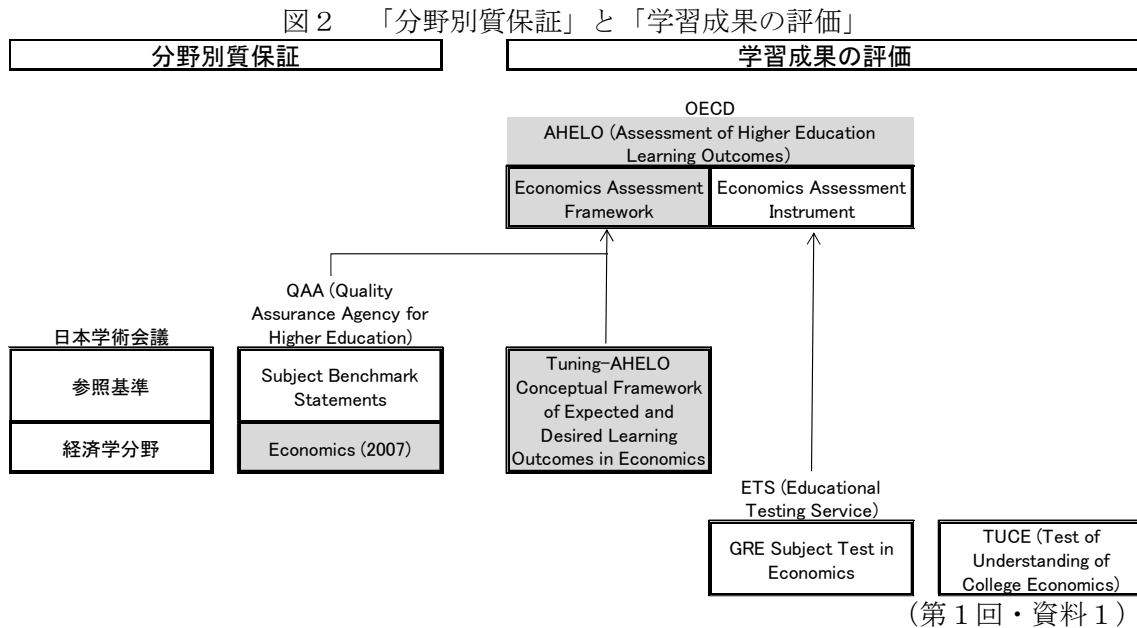 図２　「分野別質保証」と「学習成果の評価」
分野別質保証
学習成果の評価
OECD
AHELO (Assessment of Higher Education
Learning Outcomes)
Economics Assessment
Framework
Economics Assessment
Instrument
QAA (Quality
Assurance Agency for
Higher Education)
日本学術会議
参照基準
経済学分野
Subject Benchmark
Statements
Economics (2007)
Tuning-AHELO
Conceptual Framework
of Expected and
Desired Learning
Outcomes in Economics
ETS (Educational
Testing Service)
GRE Subject Test in
Economics
TUCE (Test of
Understanding of
College Economics)
（第１回・資料１）